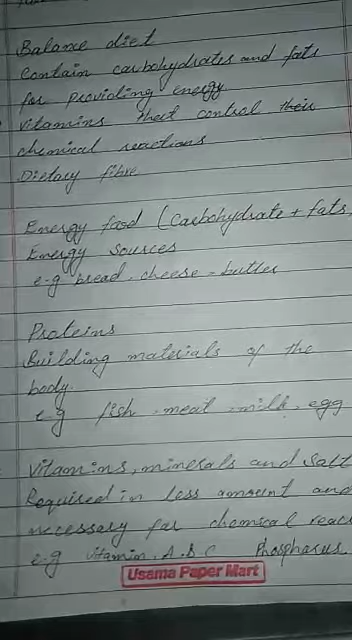 Balance diet
Contain carbohydrates and fats
for providing energy
Vitamins that control their
chemical reactions
Dietary fibre
Energy food (Carbohydrate + fats
Energy Sources
e-g bread, cheese - butter
Proteins
Building materials of the
body.
e.g fish , meat , milk , egg
Vitamins, minerals and Salt
Required in less amount and
necessary for chemical reac
e-g vitamin . A . B C Phosphorus
Usama Paper Mart